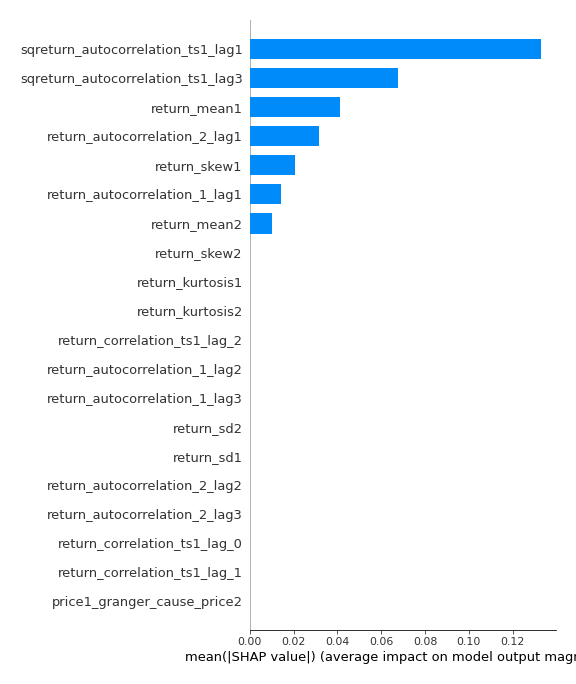 sqreturn_autocorrelation_ts1_lag1
sqreturn_autocorrelation_ts1_lag3
return_mean1
return_autocorrelation_2_lag1
return_skew1
return_autocorrelation_1_lag1
return_mean2
return_skew2
return_kurtosis1
return_kurtosis2
return_correlation_ts1_lag_2
return_autocorrelation_1_lag2
return_autocorrelation_1_lag3
return_sd2
return_sd1
return_autocorrelation_2_lag2
return_autocorrelation_2_lag3
return_correlation_ts1_lag_0
return_correlation_ts1_lag_1
price1_granger_cause_price2
0.00 0.02 0.04 0.06 0.08 0.10 0.12
mean(|SHAP value|) (average impact on model output magn